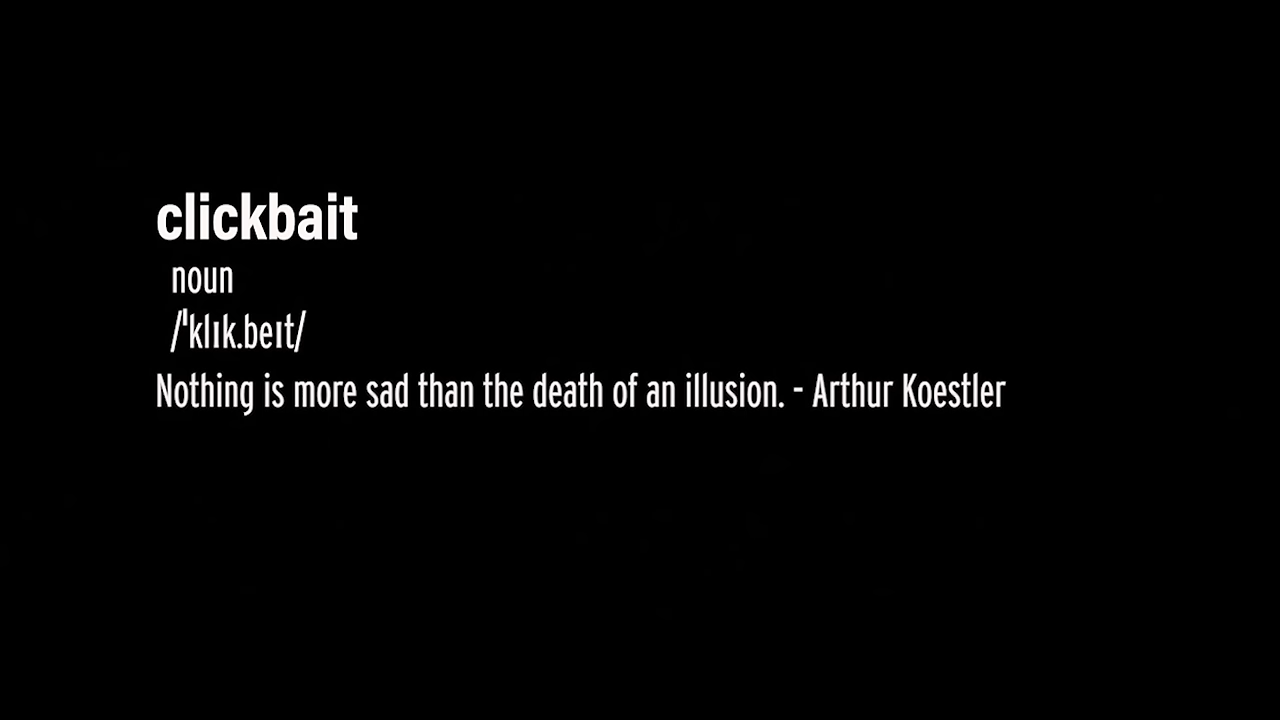 clickbait
noun
/ˈklɪk.beɪt/
Nothing is more sad than the death of an illusion. - Arthur Koestler